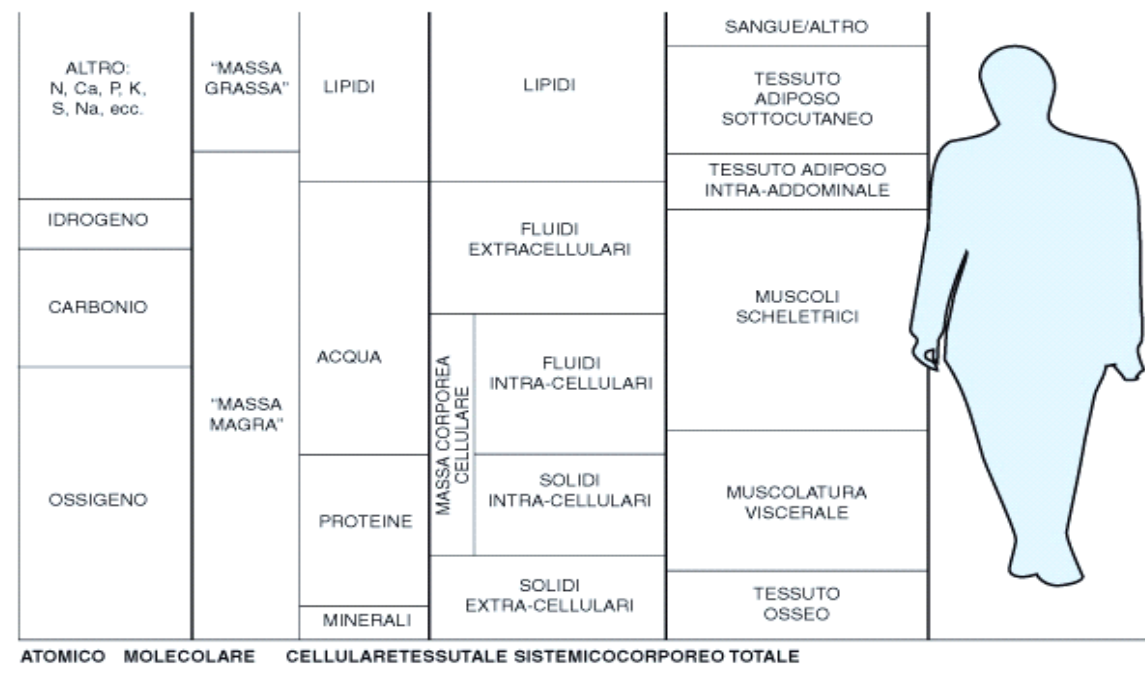 ALTRO:
N, Ca, P, K,
S, Na, ecc.
IDROGENO
CARBONIO
OSSIGENO
“MASSA
GRASSA”
“MASSA
MAGRA”
LIPIDI
ACQUA
PROTEINE
MINERALI
LIPIDI
FLUIDI
EXTRACELLULARI
MASSA CORPOREA
CELLULARE
FLUIDI
INTRA-CELLULARI
SOLIDI
INTRA-CELLULARI
SOLIDI
EXTRA-CELLULARI
SANGUE/ALTRO
TESSUTO
ADIPOSO
SOTTOCUTANEO
TESSUTO ADIPOSO
INTRA-ADDOMINALE
MUSCOLI
SCHELETRICI
MUSCOLATURA
VISCERALE
TESSUTO
OSSEO
ATOMICO MOLECOLARE CELLULARETESSUTALE SISTEMICOCORPOREO TOTALE